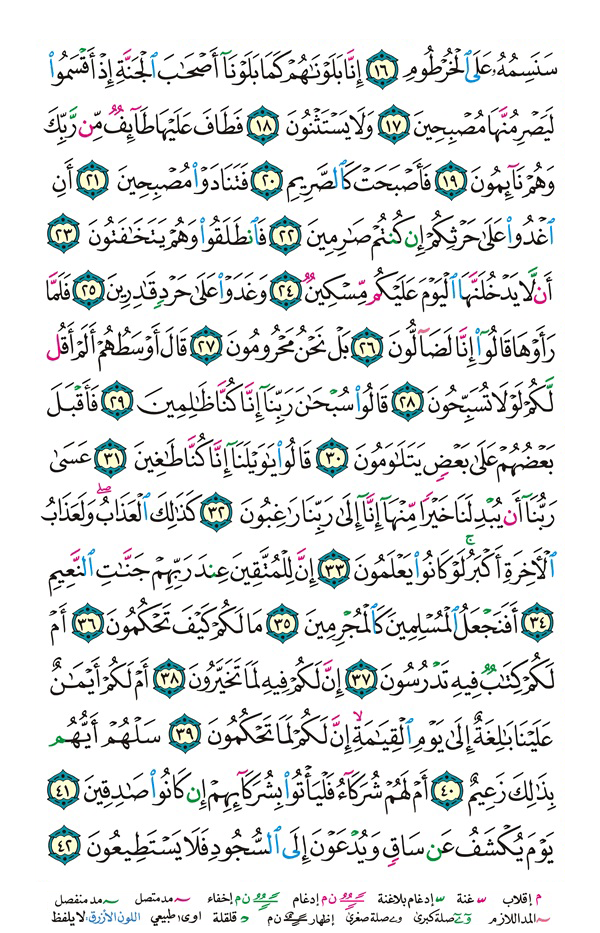 سَنَسِمُهُۥ عَلَى ٱلْخُرْطُومِ ١٦ إِنَّا بَلَوْنَٰهُمْ كَمَا بَلَوْنَآ أَصْحَٰبَ ٱلْجَنَّةِ إِذْ أَقْسَمُوا۟
لَيَصْرِمُنَّهَا مُصْبِحِينَ ١٧ وَلَا يَسْتَثْنُونَ ١٨ فَطَافَ عَلَيْهَا طَآئِفٌ مِّن رَّبِّكَ
وَهُمْ نَآئِمُونَ ١٩ فَأَصْبَحَتْ كَٱلصَّرِيمِ ٢٠ فَتَنَادَوْا۟ مُصْبِحِينَ ٢١ أَنِ
ٱغْدُوا۟ عَلَىٰ حَرْثِكُمْ إِن كُنتُمْ صَٰرِمِينَ ٢٢ فَٱنطَلَقُوا۟ وَهُمْ يَتَخَٰفَتُونَ ٢٣
أَن لَّا يَدْخُلَنَّهَا ٱلْيَوْمَ عَلَيْكُم مِّسْكِينٌ ٢٤ وَغَدَوْا۟ عَلَىٰ حَرْدٍ قَٰدِرِينَ ٢٥ فَلَمَّا
رَأَوْهَا قَالُوٓا۟ إِنَّا لَضَآلُّونَ ٢٦ بَلْ نَحْنُ مَحْرُومُونَ ٢٧ قَالَ أَوْسَطُهُمْ أَلَمْ أَقُل
لَّكُمْ لَوْلَا تُسَبِّحُونَ ٢٨ قَالُوا۟ سُبْحَٰنَ رَبِّنَآ إِنَّا كُنَّا ظَٰلِمِينَ ٢٩ فَأَقْبَلَ
بَعْضُهُمْ عَلَىٰ بَعْضٍ يَتَلَٰوَمُونَ ٣٠ قَالُوا۟ يَٰوَيْلَنَآ إِنَّا كُنَّا طَٰغِينَ ٣١ عَسَىٰ
رَبُّنَآ أَن يُبْدِلَنَا خَيْرًا مِّنْهَآ إِنَّآ إِلَىٰ رَبِّنَا رَٰغِبُونَ ٣٢ كَذَٰلِكَ ٱلْعَذَابُ ۖ وَلَعَذَابُ
ٱلْءَاخِرَةِ أَكْبَرُ ۚ لَوْ كَانُوا۟ يَعْلَمُونَ ٣٣ إِنَّ لِلْمُتَّقِينَ عِندَ رَبِّهِمْ جَنَّٰتِ ٱلنَّعِيمِ
٣٤ أَفَنَجْعَلُ ٱلْمُسْلِمِينَ كَٱلْمُجْرِمِينَ ٣٥ مَا لَكُمْ كَيْفَ تَحْكُمُونَ ٣٦ أَمْ
لَكُمْ كِتَٰبٌ فِيهِ تَدْرُسُونَ ٣٧ إِنَّ لَكُمْ فِيهِ لَمَا تَخَيَّرُونَ ٣٨ أَمْ لَكُمْ أَيْمَٰنٌ
عَلَيْنَا بَٰلِغَةٌ إِلَىٰ يَوْمِ ٱلْقِيَٰمَةِ ۙ إِنَّ لَكُمْ لَمَا تَحْكُمُونَ ٣٩ سَلْهُمْ أَيُّهُم
بِذَٰلِكَ زَعِيمٌ ٤٠ أَمْ لَهُمْ شُرَكَآءُ فَلْيَأْتُوا۟ بِشُرَكَآئِهِمْ إِن كَانُوا۟ صَٰدِقِينَ ٤١
يَوْمَ يُكْشَفُ عَن سَاقٍ وَيُدْعَوْنَ إِلَى ٱلسُّجُودِ فَلَا يَسْتَطِيعُونَ ٤٢
م إقلاب غنة إدغام بلاغنة ن م إدغام ن م إخفاء مد متصل مد منفصل
المد اللازم صلة كبرى صلة صغرى إظهار ن م قلقلة اوى طبيعي اللون الأزرق: لا يلفظ